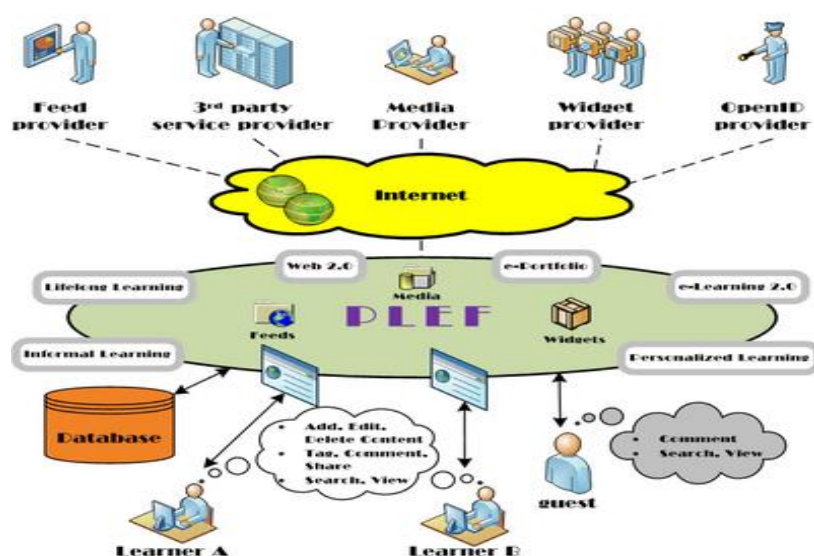 Feed
provider
3rd party
service provider
Media
Provider
Widget
provider
OpenID
provider
Internet
Lifelong Learning
Web 2.0
e-Portfolio
e-Learning 2.0
Media
PLEF
Feeds
Widgets
Informal Learning
Personalized Learning
Database
• Add, Edit,
Delete Content
• Tag, Comment,
Share
• Search, View
• Comment
• Search, View
guest
Learner A
Learner B